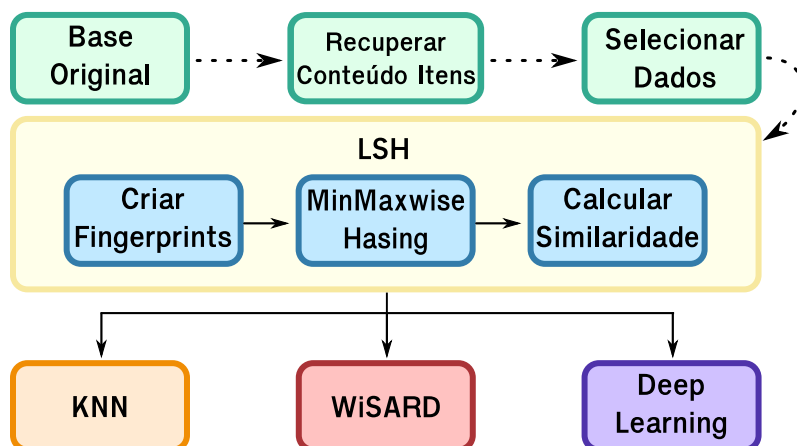 Base
Original
Recuperar
Conteúdo Itens
Selecionar
Dados
LSH
Criar
Fingerprints
MinMaxwise
Hasing
Calcular
Similaridade
KNN
WiSARD
Deep
Learning